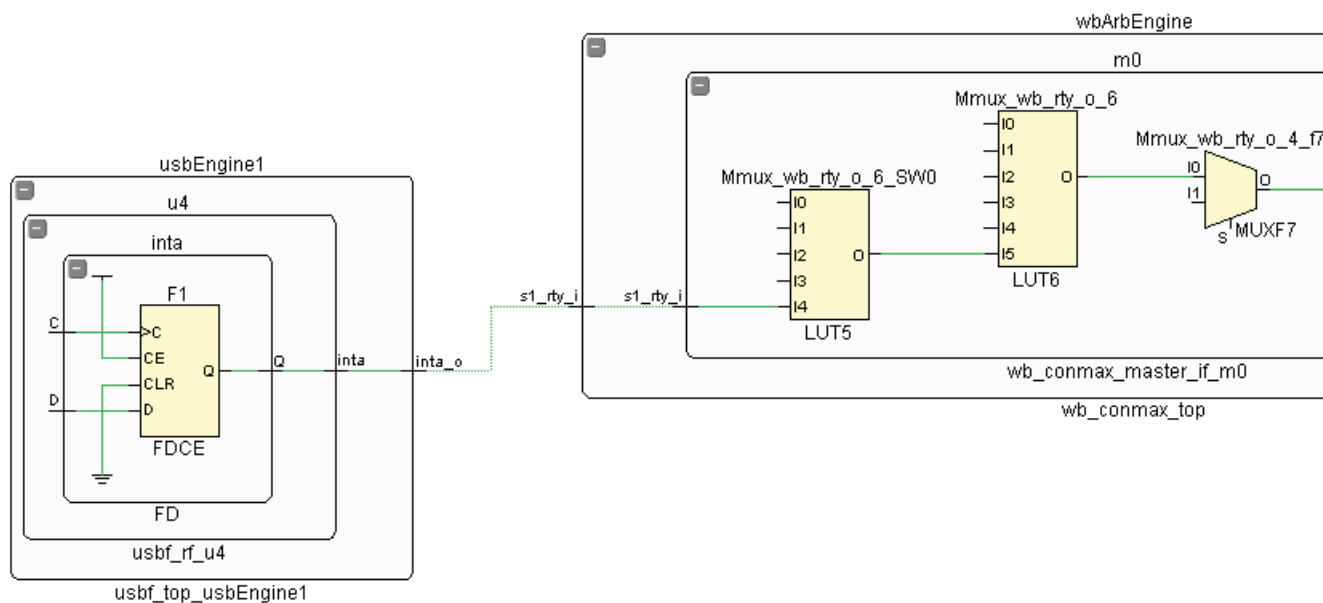 wbArbEngine
m0
Mmux_wb_rty_o_6
I0
I1
I2
I3
I4
I5
O
LUT6
Mmux_wb_rty_o_4_f7
I0
I1
O
S
MUXF7
Mmux_wb_rty_o_6_SW0
I0
I1
I2
I3
I4
O
LUT5
s1_rty_i
s1_rty_i
wb_conmax_master_if_m0
wb_conmax_top
usbEngine1
u4
inta
F1
C
D
>C
CE
CLR
D
Q
FDCE
Q
inta
inta_o
FD
usbf_rf_u4
usbf_top_usbEngine1